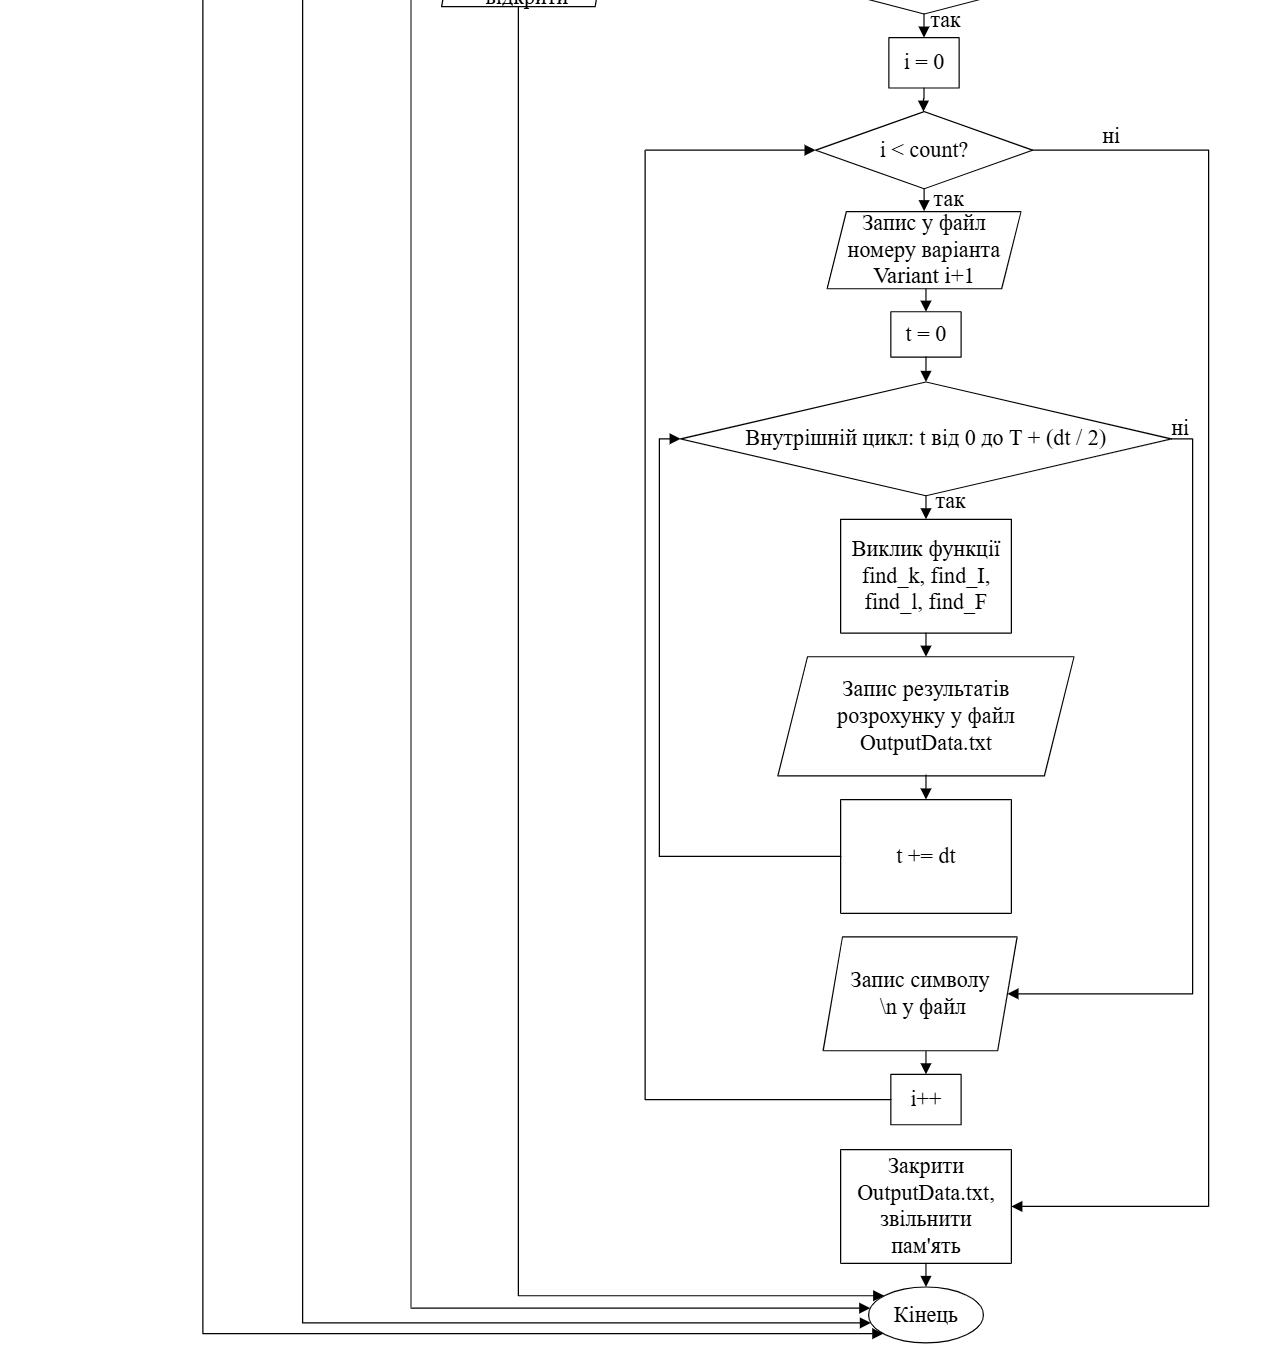 відкрити
так
i = 0
ні
i < count?
так
Запис у файл
номеру варіанта
Variant i+1
t = 0
ні
Внутрішній цикл: t від 0 до T + (dt / 2)
так
Виклик функції
find_k, find_I,
find_l, find_F
Запис результатів
розрохунку у файл
OutputData.txt
t += dt
Запис символу
\n у файл
i++
Закрити
OutputData.txt,
звільнити
пам'ять
Кінець